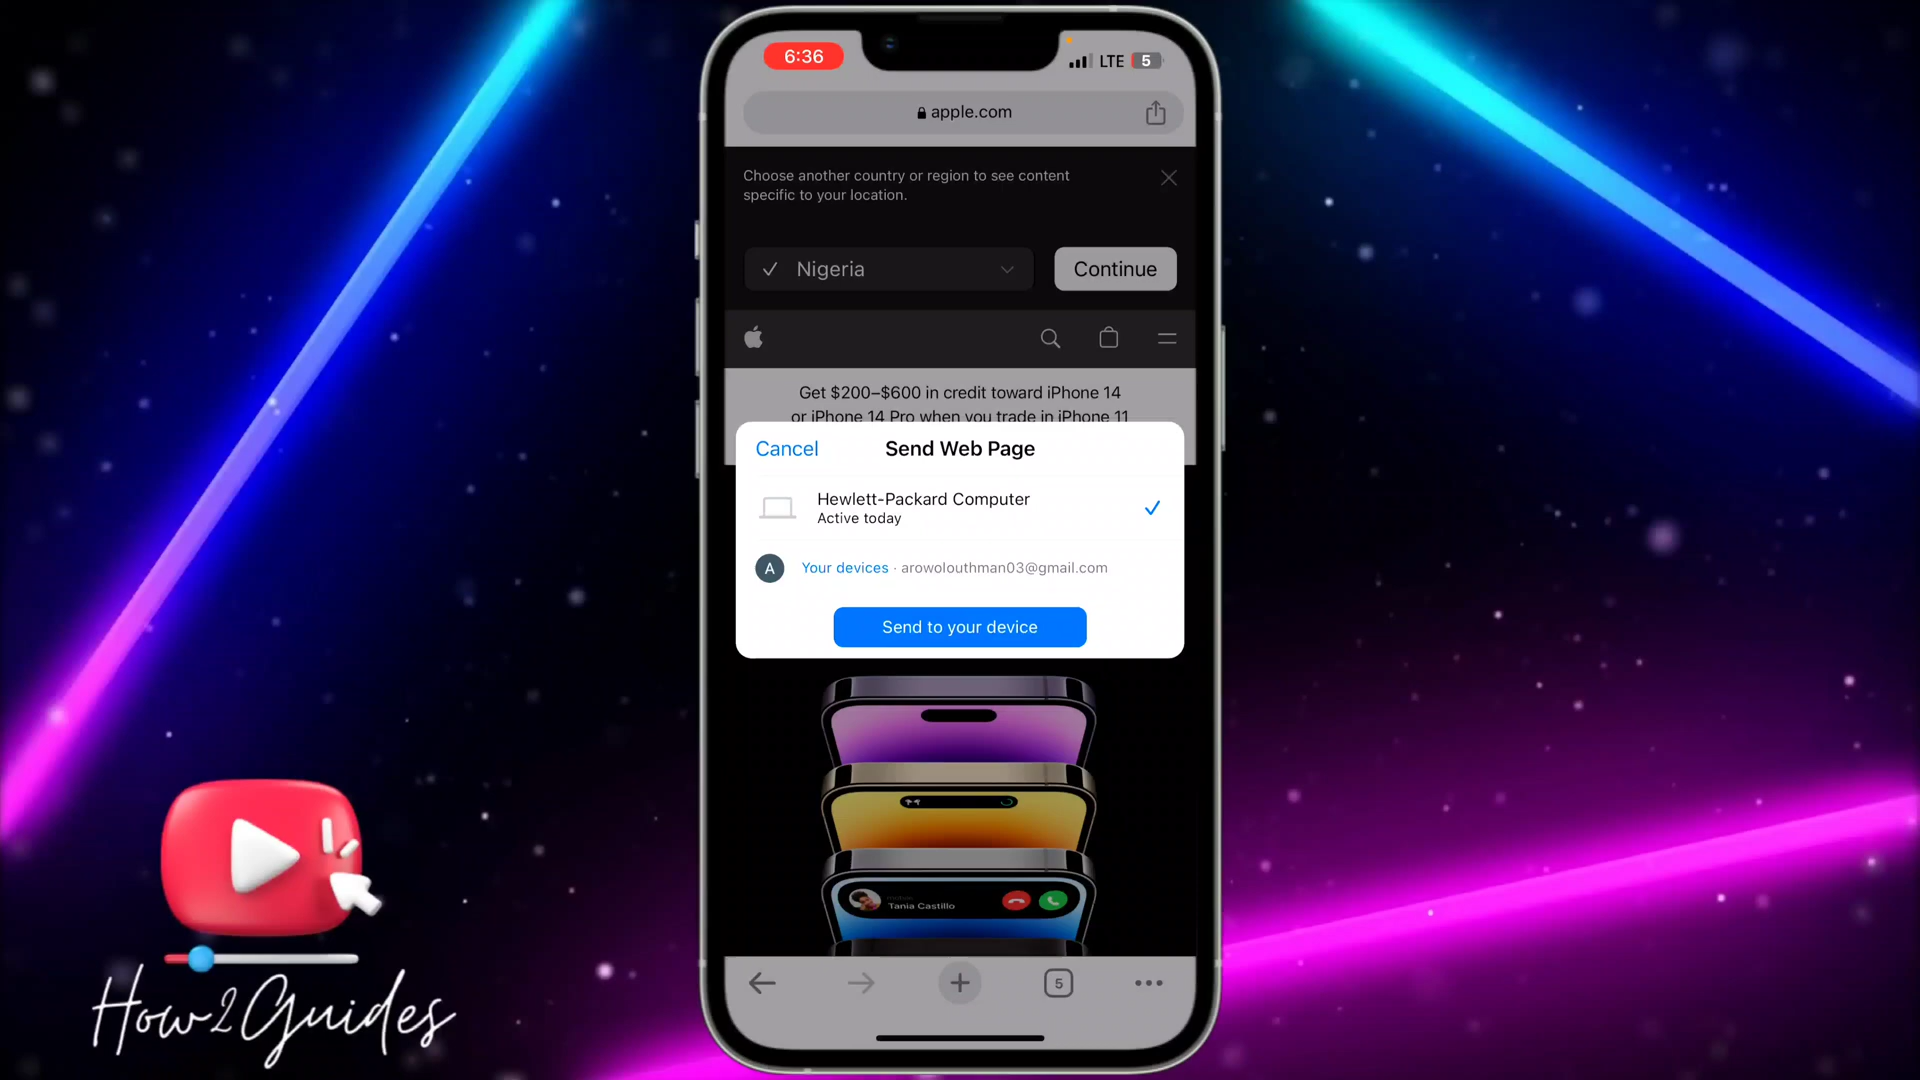 6:36
LTE 5
apple.com
Choose another country or region to see content
specific to your location.
Nigeria
Continue
Get $200–$600 in credit toward iPhone 14
or iPhone 14 Pro when you trade in iPhone 11
Cancel
Send Web Page
Hewlett-Packard Computer
Active today
A
Your devices · arowolouthman03@gmail.com
Send to your device
Tania Castillo
5
How2Guides